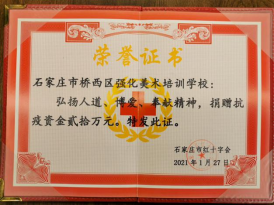 荣誉证书
石家庄市桥西区强化美术培训学校：
弘扬人道、博爱、奉献精神，捐赠抗
疫资金贰拾万元。特发此证。
石家庄市红十字会
2021年1月27日